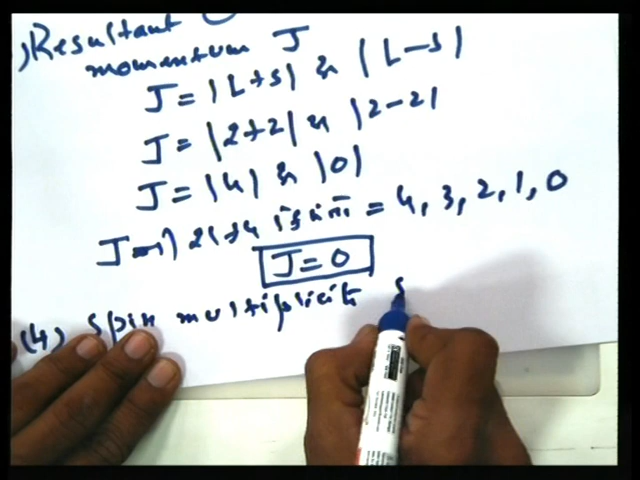 ) Resultant
momentum J
J = |L+S| & |L-S|
J = |2+2| & |2-2|
J = |4| & |0|
= 4, 3, 2, 1, 0
J = 0
(4) Spin multiplicit S